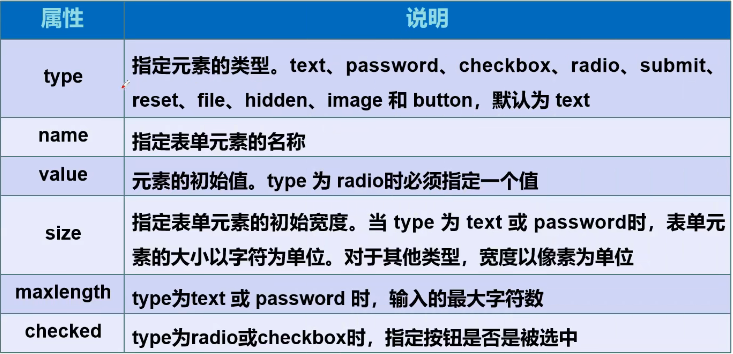 属性 说明
type 指定元素的类型。text、password、checkbox、radio、submit、
reset、file、hidden、image 和 button，默认为 text
name 指定表单元素的名称
value 元素的初始值。type 为 radio时必须指定一个值
size 指定表单元素的初始宽度。当 type 为 text 或 password时，表单元
素的大小以字符为单位。对于其他类型，宽度以像素为单位
maxlength type为text 或 password 时，输入的最大字符数
checked type为radio或checkbox时，指定按钮是否是被选中